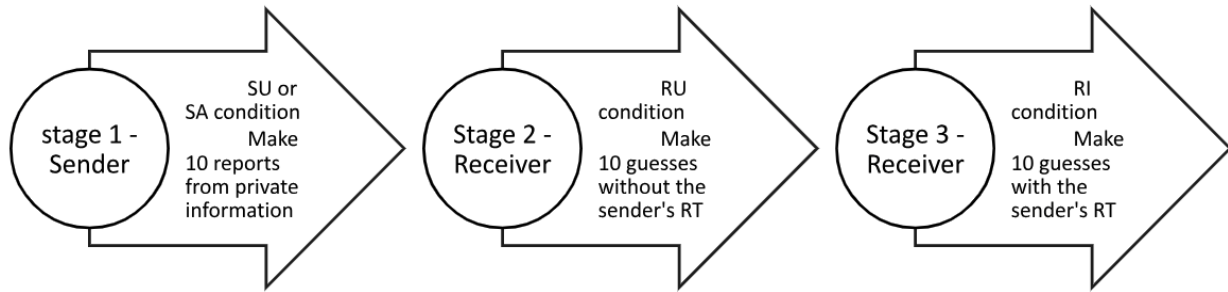 stage 1 -
Sender
SU or
SA condition
Make
10 reports
from private
information
Stage 2 -
Receiver
RU
condition
Make
10 guesses
without the
sender's RT
Stage 3 -
Receiver
RI
condition
Make
10 guesses
with the
sender's RT